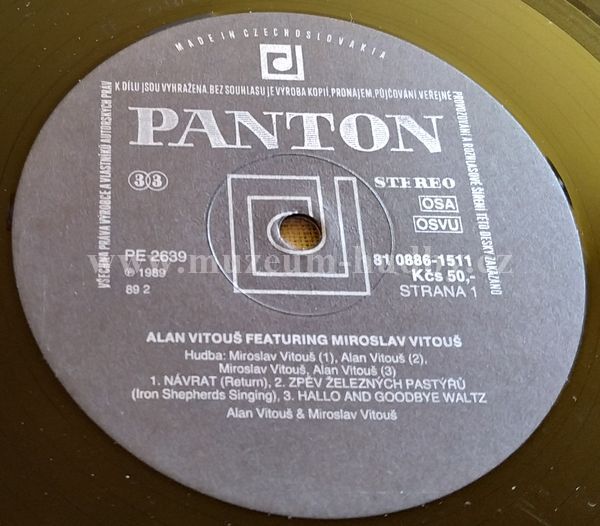 MADE IN CZECHOSLOVAKIA
VŠECHNA PRÁVA VÝROBCE A VLASTNÍKŮ AUTORSKÝCH PRÁV
K DÍLU JSOU VYHRAŽENA. BEZ SOUHLASU JE VÝROBA KOPIÍ, PRONÁJEM, PŮJČOVÁNÍ, VEŘEJNÉ
PROVOZOVÁNÍ A ROZHLASOVÉ ŠÍŘENÍ TÉTO DESKY ZAKÁZÁNO
PANTON
33
STEREO
OSA
OSVU
PE 2639
℗ 1989
89 2
81 0886-1511
Kčs 50,-
STRANA 1
www.muzeum-hudby.cz
ALAN VITOUŠ FEATURING MIROSLAV VITOUŠ
Hudba: Miroslav Vitouš (1), Alan Vitouš (2),
Miroslav Vitouš, Alan Vitouš (3)
1. NÁVRAT (Return), 2. ZPĚV ŽELEZNÝCH PASTÝŘŮ
(Iron Shepherds Singing), 3. HALLO AND GOODBYE WALTZ
Alan Vitouš & Miroslav Vitouš